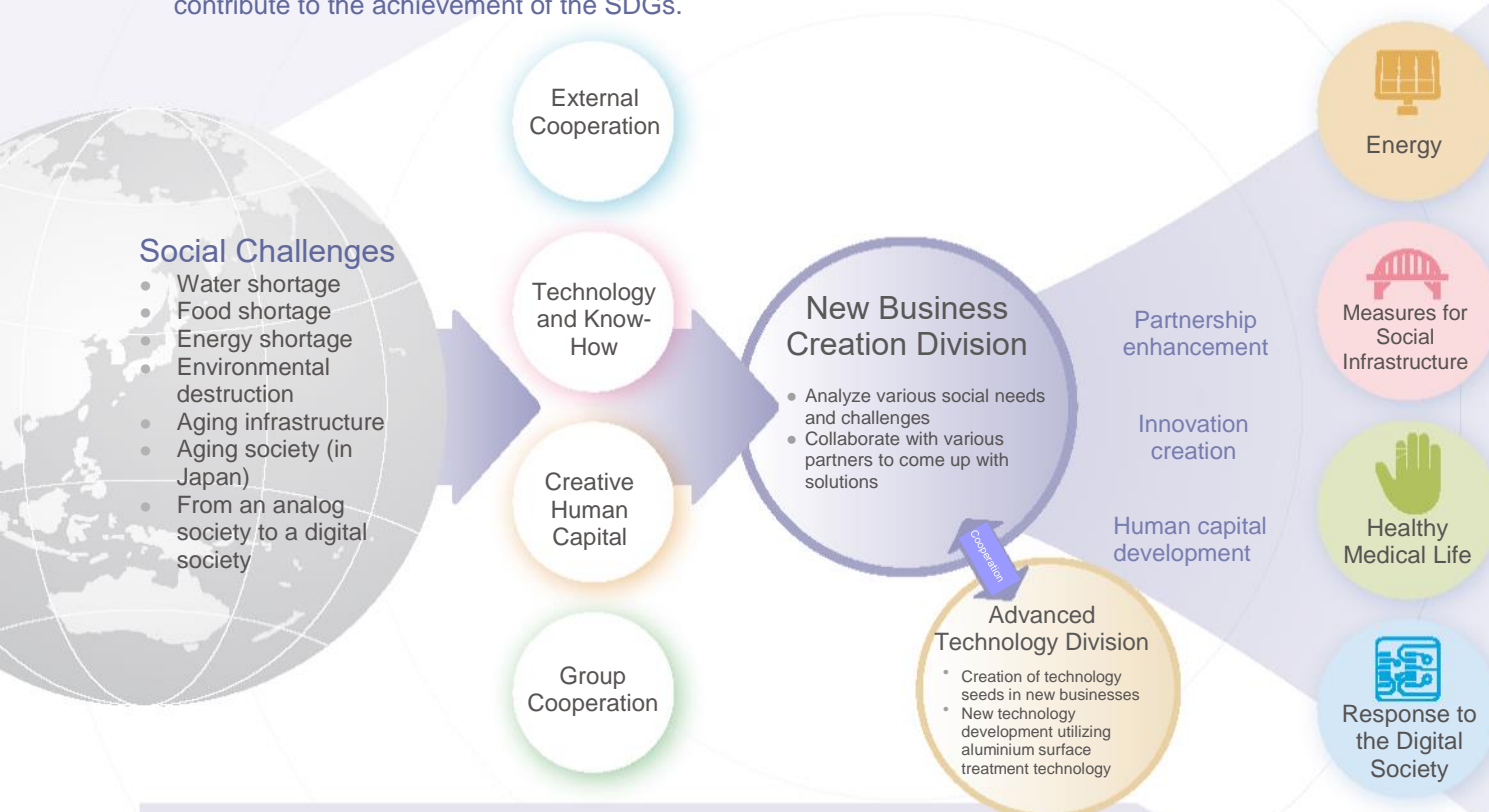 contribute to the achievement of the SDGs.
Social Challenges
● Water shortage
● Food shortage
● Energy shortage
● Environmental
destruction
● Aging infrastructure
● Aging society (in
Japan)
● From an analog
society to a digital
society
External
Cooperation
Technology
and Know-
How
Creative
Human
Capital
Group
Cooperation
New Business
Creation Division
● Analyze various social needs
and challenges
● Collaborate with various
partners to come up with
solutions
Cooperation
Advanced
Technology Division
● Creation of technology
seeds in new businesses
● New technology
development utilizing
aluminium surface
treatment technology
Partnership
enhancement
Innovation
creation
Human capital
development
Energy
Measures for
Social
Infrastructure
Healthy
Medical Life
Response to
the Digital
Society